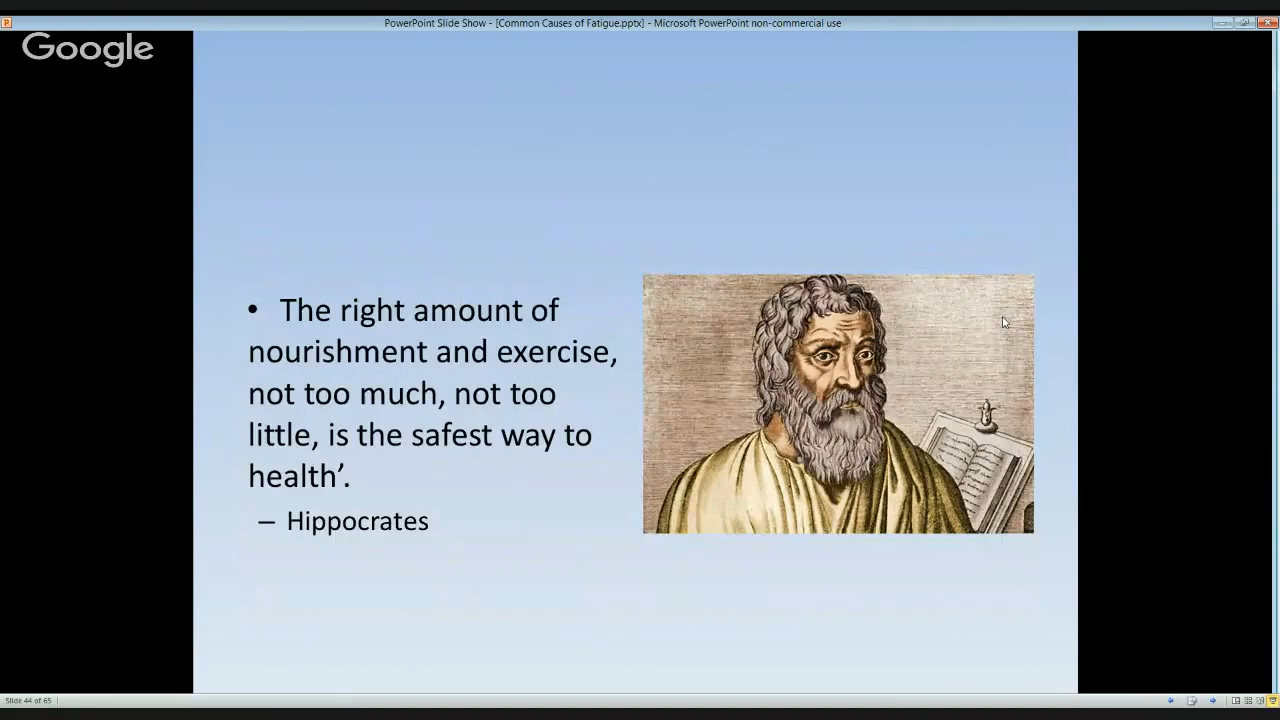 PowerPoint Slide Show - [Common Causes of Fatigue.pptx] - Microsoft PowerPoint non-commercial use
Google
• The right amount of
nourishment and exercise,
not too much, not too
little, is the safest way to
health’.
– Hippocrates
Slide 44 of 65